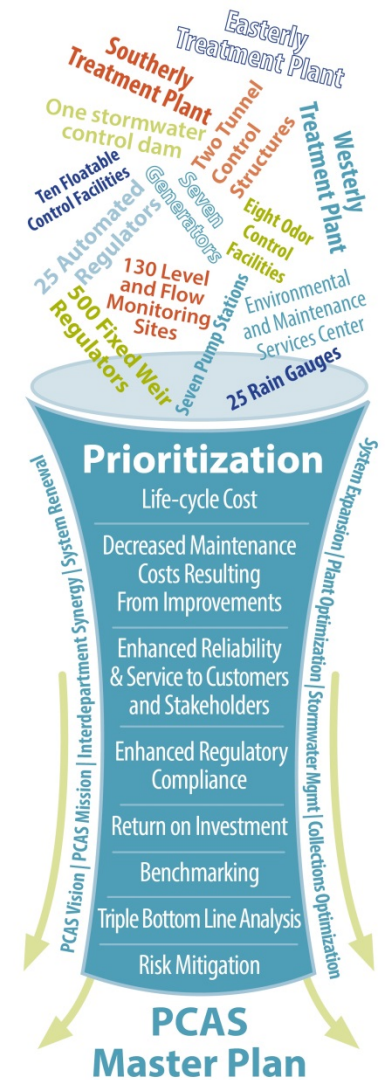 Easterly
Treatment Plant
Southerly
Treatment Plant
One stormwater
control dam
Two Tunnel
Control
Structures
Westerly
Treatment Plant
Ten Floatable
Control Facilities
Seven
Generators
25 Automated
Regulators
Eight Odor
Control
Facilities
130 Level
and Flow
Monitoring
Sites
Environmental
and Maintenance
Services Center
500 Fixed Weir
Regulators
Seven Pump Stations
25 Rain Gauges
Prioritization
Life-cycle Cost
Decreased Maintenance
Costs Resulting
From Improvements
Enhanced Reliability
& Service to Customers
and Stakeholders
Enhanced Regulatory
Compliance
Return on Investment
Benchmarking
Triple Bottom Line Analysis
Risk Mitigation
PCAS Vision | PCAS Mission | Interdepartment Synergy | System Renewal
System Expansion | Plant Optimization | Stormwater Mgmt | Collections Optimization
PCAS
Master Plan